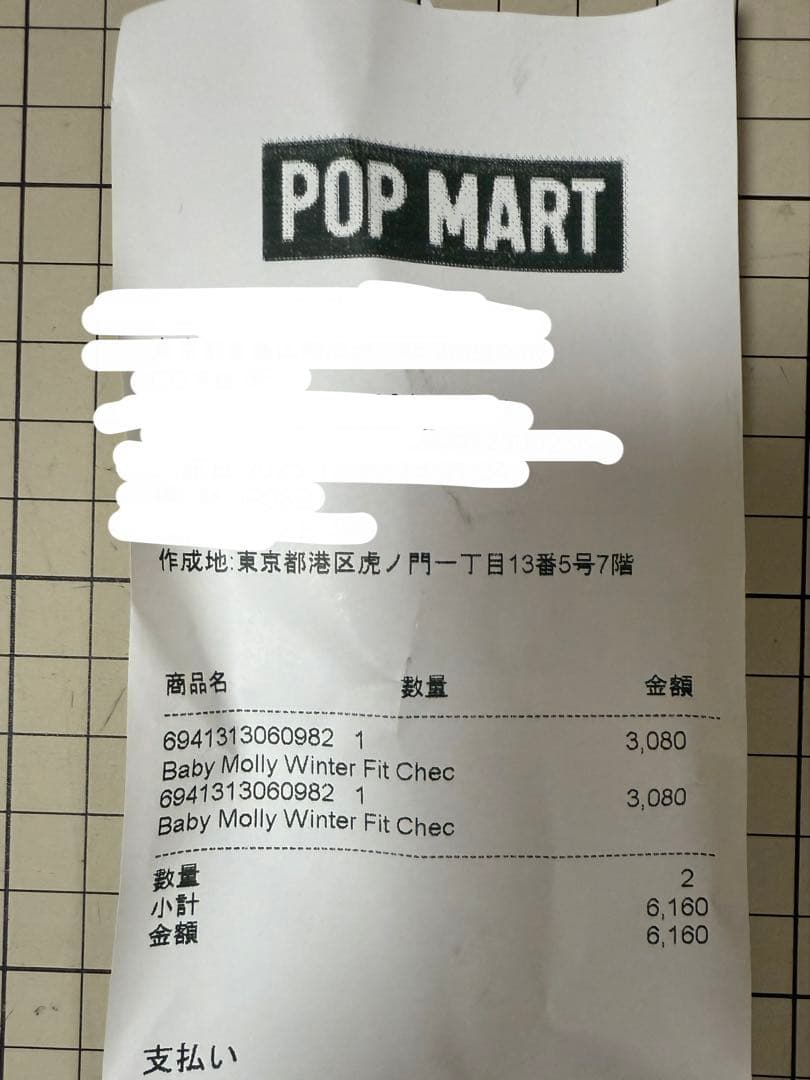 POP MART
作成地:東京都港区虎ノ門一丁目13番5号7階
商品名 数量 金額
6941313060982 1 3,080
Baby Molly Winter Fit Chec
6941313060982 1 3,080
Baby Molly Winter Fit Chec
数量 2
小計 6,160
金額 6,160
支払い